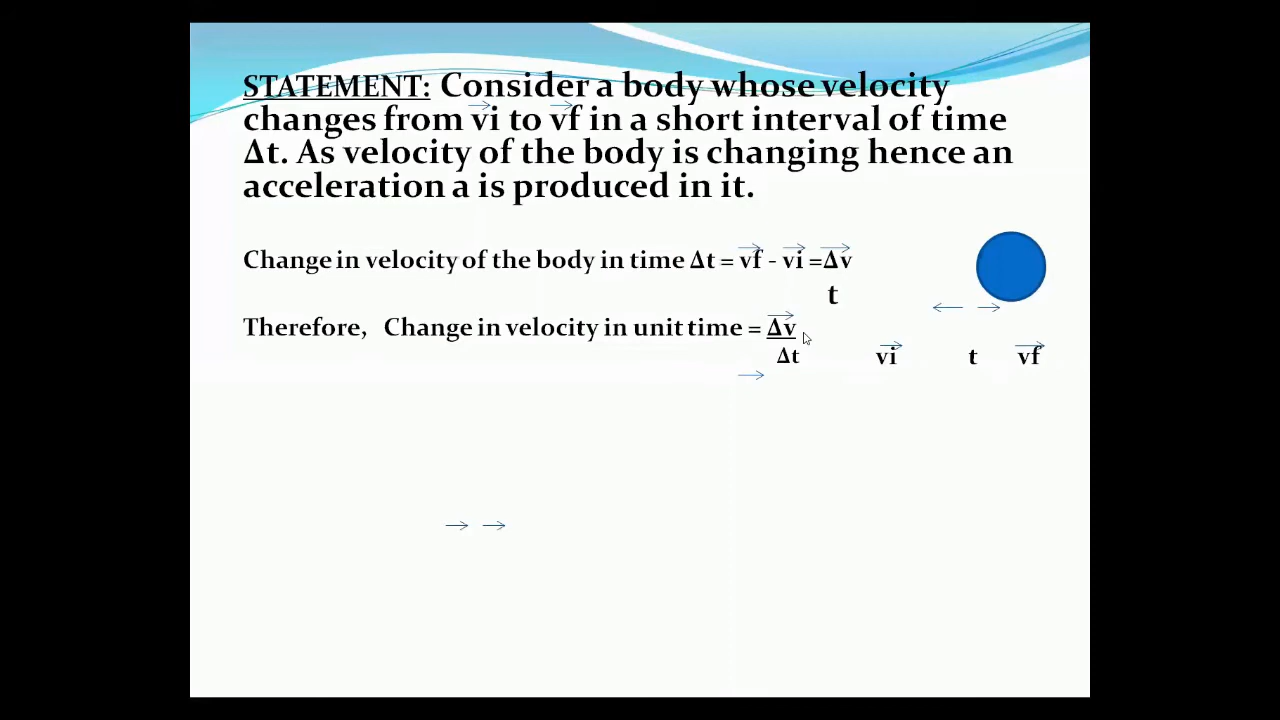 STATEMENT: Consider a body whose velocity
changes from vi to vf in a short interval of time
Δt. As velocity of the body is changing hence an
acceleration a is produced in it.
Change in velocity of the body in time Δt = vf - vi =Δv
t
Therefore, Change in velocity in unit time = Δv
Δt vi t vf